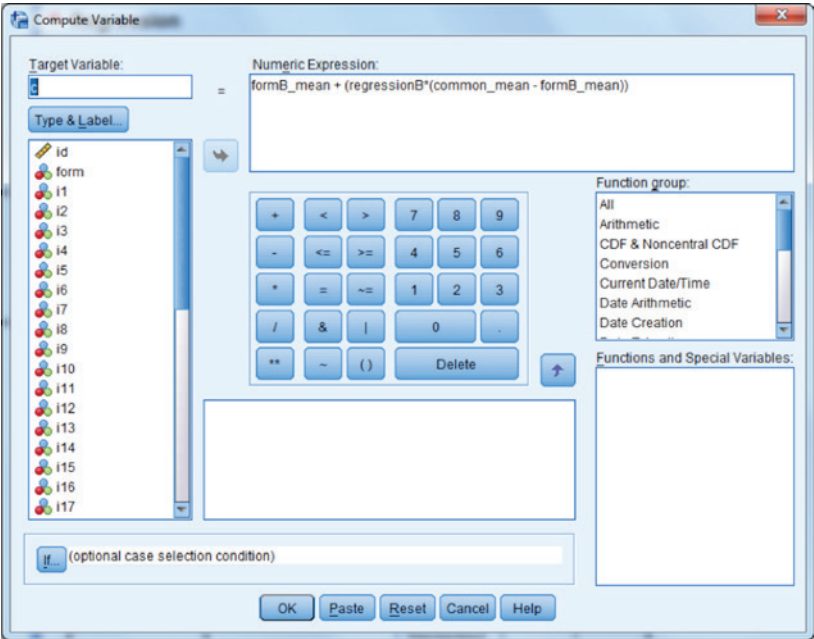 Compute Variable
Target Variable:
c
=
Numeric Expression:
formB_mean + (regressionB*(common_mean - formB_mean))
Type & Label...
id
form
i1
i2
i3
i4
i5
i6
i7
i8
i9
i10
i11
i12
i13
i14
i15
i16
i17
+ < > 7 8 9
- <= >= 4 5 6
* = ~= 1 2 3
/ & | 0 .
** ~ ( ) Delete
Function group:
All
Arithmetic
CDF & Noncentral CDF
Conversion
Current Date/Time
Date Arithmetic
Date Creation
Functions and Special Variables:
If... (optional case selection condition)
OK Paste Reset Cancel Help